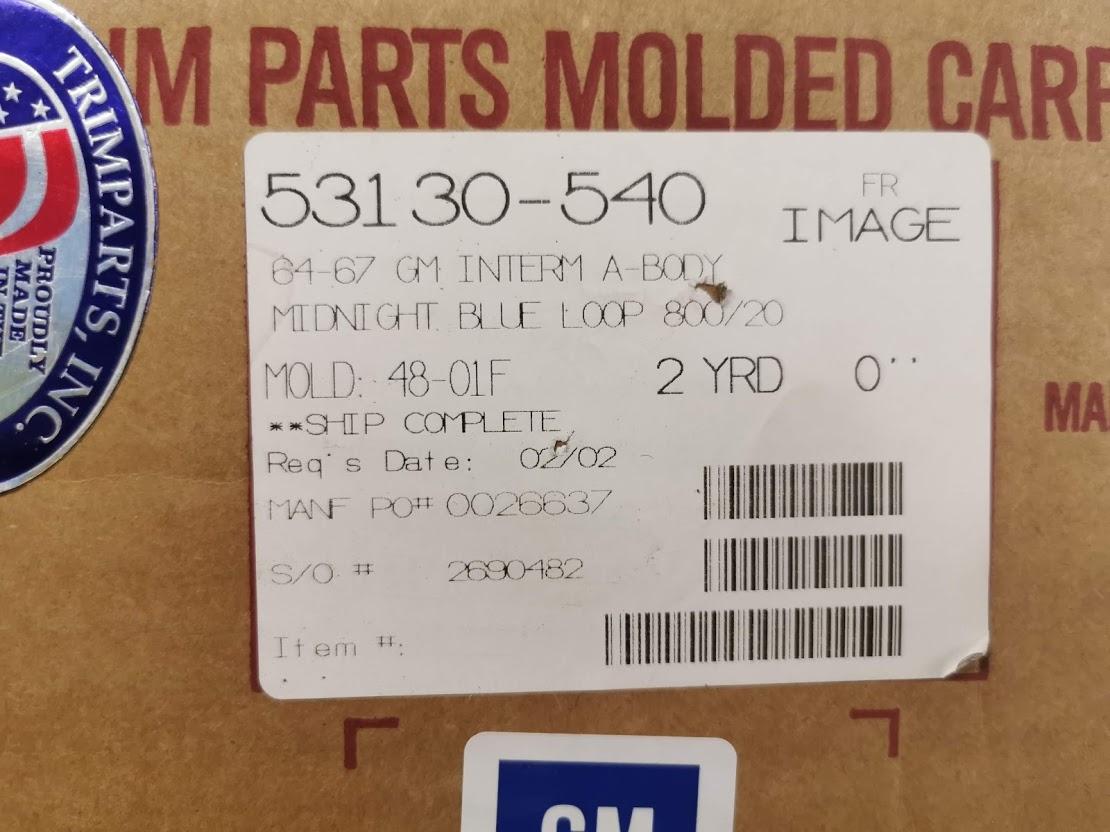 IM PARTS MOLDED CARP
TRIMPARTS, INC.
PROUDLY
MADE
53130-540
FR
IMAGE
64-67 GM INTERM A-BODY
MIDNIGHT BLUE LOOP 800/20
MOLD: 48-01F 2 YRD 0''
**SHIP COMPLETE
Req's Date: 02/02
MANF PO# 0026637
MA
S/O # 2690482
Item #:
GM